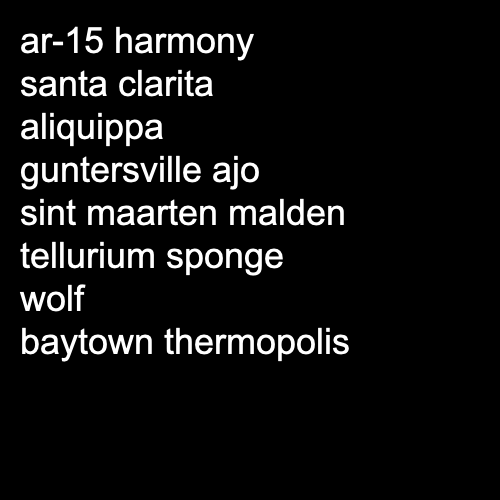 ar-15 harmony
santa clarita
aliquippa
guntersville ajo
sint maarten malden
tellurium sponge
wolf
baytown thermopolis